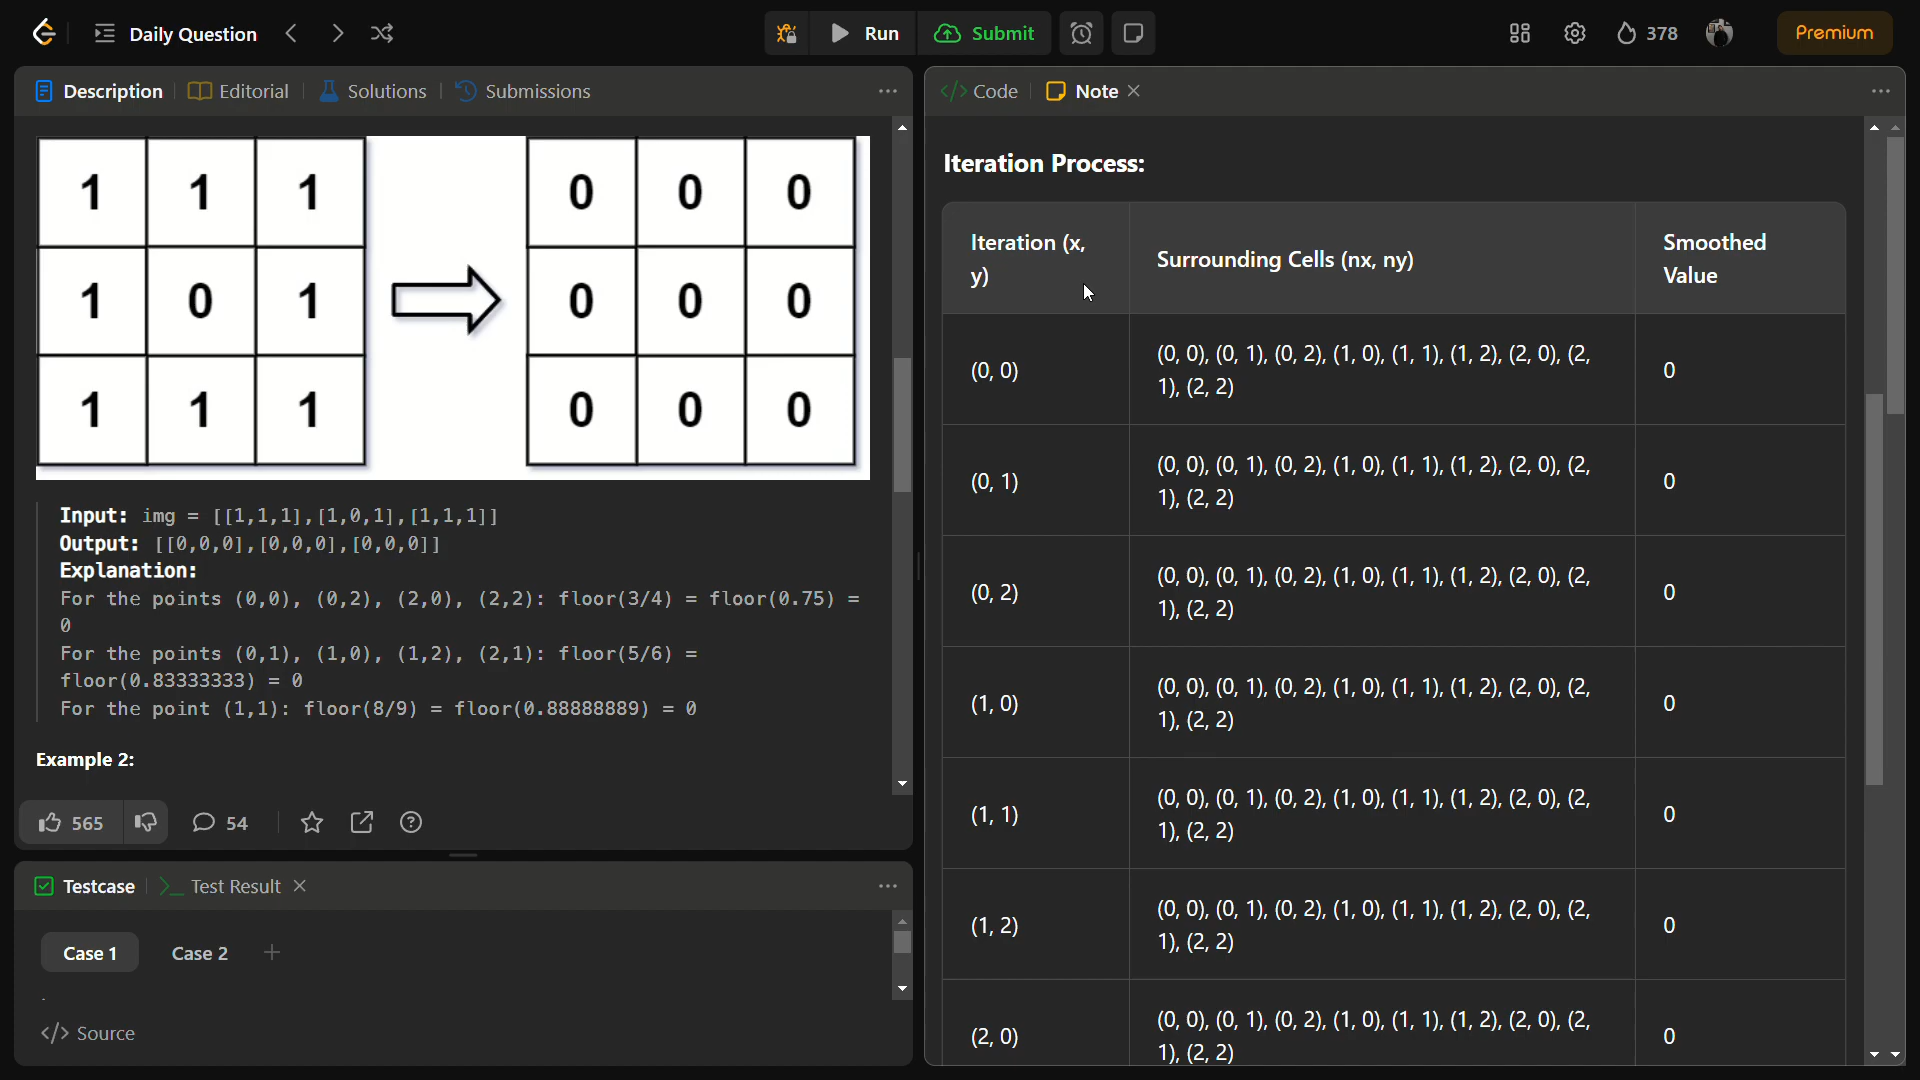 Daily Question
Run
Submit
378
Premium
Description
Editorial
Solutions
Submissions
1 1 1 0 0 0
1 0 1 0 0 0
1 1 1 0 0 0
Input: img = [[1,1,1],[1,0,1],[1,1,1]]
Output: [[0,0,0],[0,0,0],[0,0,0]]
Explanation:
For the points (0,0), (0,2), (2,0), (2,2): floor(3/4) = floor(0.75) =
0
For the points (0,1), (1,0), (1,2), (2,1): floor(5/6) =
floor(0.83333333) = 0
For the point (1,1): floor(8/9) = floor(0.88888889) = 0
Example 2:
565
54
Testcase
Test Result
Case 1
Case 2
</> Source
</> Code
Note
Iteration Process:
Iteration (x,
y)
Surrounding Cells (nx, ny)
Smoothed
Value
(0, 0)
(0, 0), (0, 1), (0, 2), (1, 0), (1, 1), (1, 2), (2, 0), (2,
1), (2, 2)
0
(0, 1)
(0, 0), (0, 1), (0, 2), (1, 0), (1, 1), (1, 2), (2, 0), (2,
1), (2, 2)
0
(0, 2)
(0, 0), (0, 1), (0, 2), (1, 0), (1, 1), (1, 2), (2, 0), (2,
1), (2, 2)
0
(1, 0)
(0, 0), (0, 1), (0, 2), (1, 0), (1, 1), (1, 2), (2, 0), (2,
1), (2, 2)
0
(1, 1)
(0, 0), (0, 1), (0, 2), (1, 0), (1, 1), (1, 2), (2, 0), (2,
1), (2, 2)
0
(1, 2)
(0, 0), (0, 1), (0, 2), (1, 0), (1, 1), (1, 2), (2, 0), (2,
1), (2, 2)
0
(2, 0)
(0, 0), (0, 1), (0, 2), (1, 0), (1, 1), (1, 2), (2, 0), (2,
1), (2, 2)
0